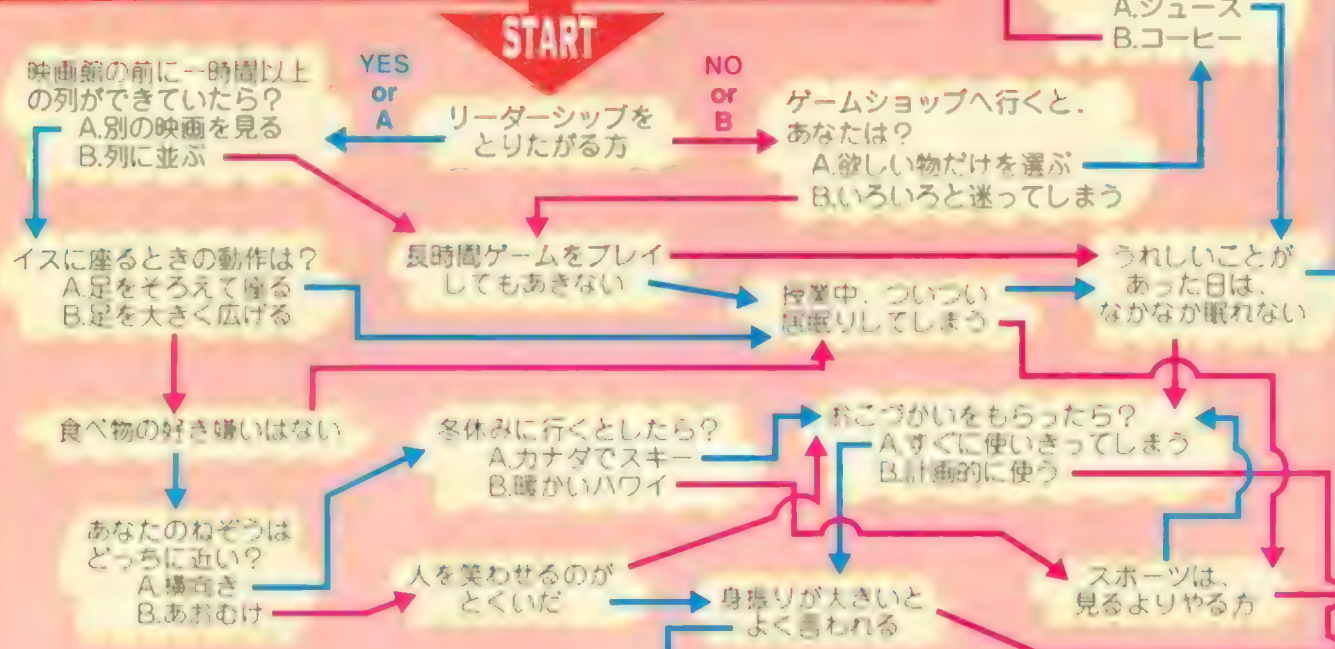 A.ジュース
B.コーヒー
START
映画館の前に一時間以上
の列ができていたら?
A.別の映画を見る
B.列に並ぶ
YES
or
A
リーダーシップを
とりたがる方
NO
or
B
ゲームショップへ行くと、
あなたは?
A.欲しい物だけを選ぶ
B.いろいろと迷ってしまう
イスに座るときの動作は?
A.足をそろえて座る
B.足を大きく広げる
長時間ゲームをプレイ
してもあきない
授業中、ついつい
居眠りしてしまう
うれしいことが
あった日は、
なかなか眠れない
食べ物の好き嫌いはない
冬休みに行くとしたら?
A.カナダでスキー
B.暖かいハワイ
おこづかいをもらったら?
A.すぐに使いきってしまう
B.計画的に使う
あなたのねぞうは
どっちに近い?
A.横向き
B.あおむけ
人を笑わせるのが
とくいだ
身振りが大きいと
よく言われる
スポーツは、
見るよりやる方